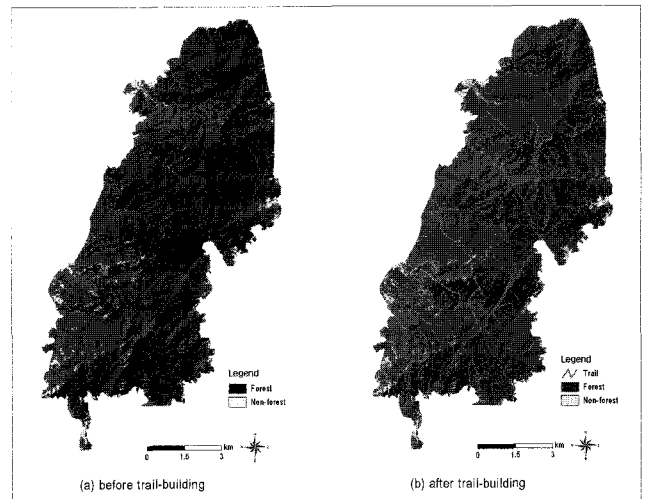 Legend
Forest
Non-forest
km
0 1.5 3
(a) before trail-building
Legend
Trail
Forest
Non-forest
km
0 1.5 3
(b) after trail-building